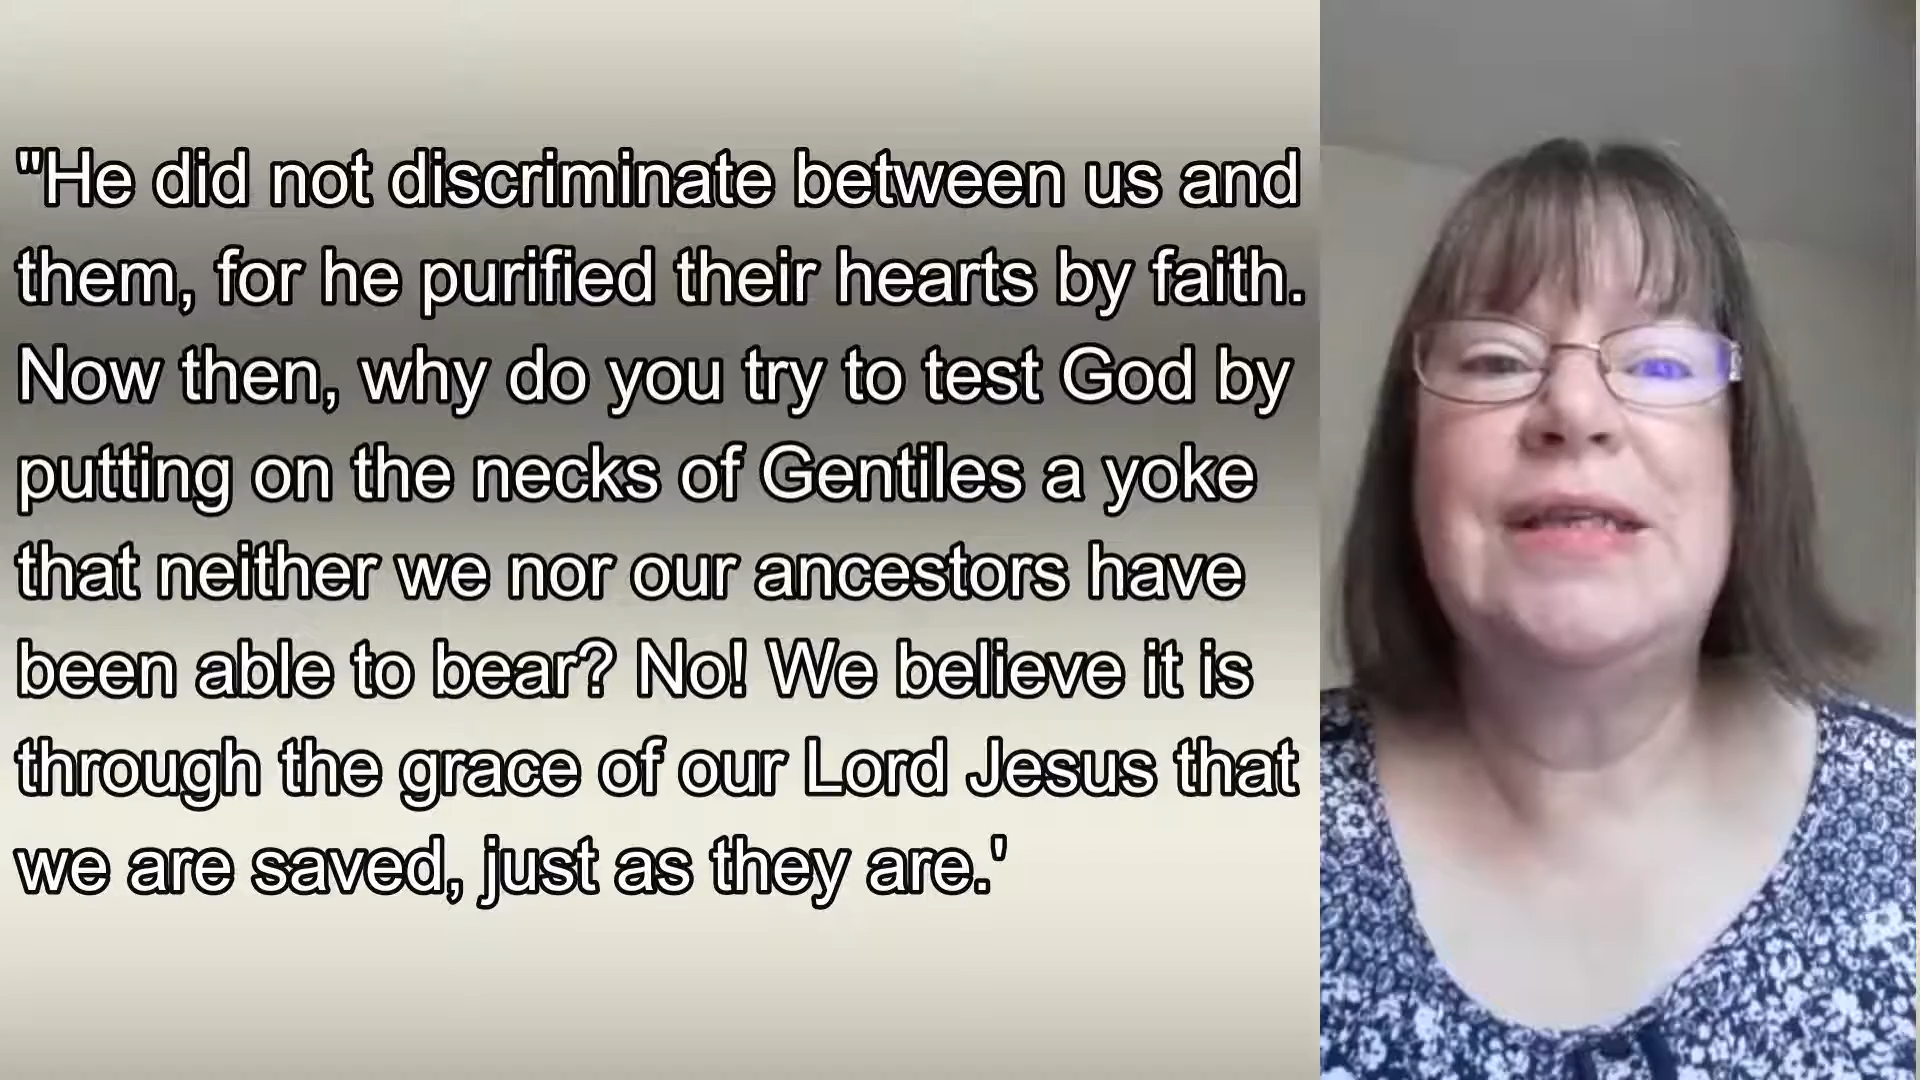 "He did not discriminate between us and
them, for he purified their hearts by faith.
Now then, why do you try to test God by
putting on the necks of Gentiles a yoke
that neither we nor our ancestors have
been able to bear? No! We believe it is
through the grace of our Lord Jesus that
we are saved, just as they are.'